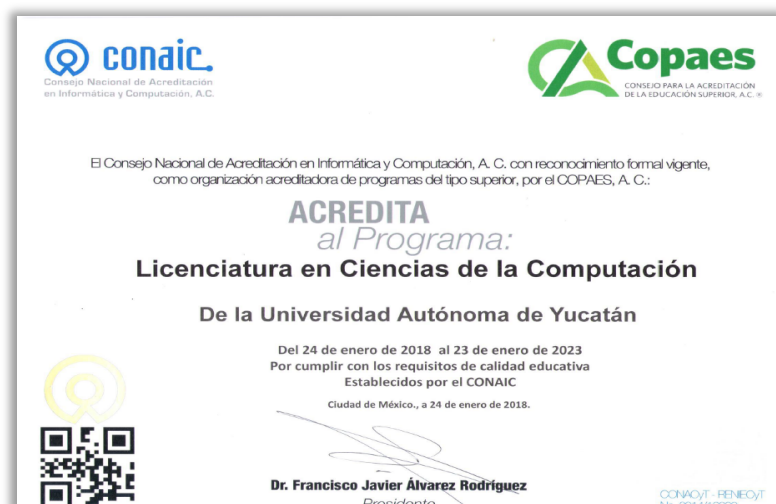 conaic.
Consejo Nacional de Acreditación
en Informática y Computación, A.C.
Copaes
CONSEJO PARA LA ACREDITACIÓN
DE LA EDUCACIÓN SUPERIOR, A.C. ®
El Consejo Nacional de Acreditación en Informática y Computación, A. C. con reconocimiento formal vigente,
como organización acreditadora de programas del tipo superior, por el COPAES, A. C.:
ACREDITA
al Programa:
Licenciatura en Ciencias de la Computación
De la Universidad Autónoma de Yucatán
Del 24 de enero de 2018 al 23 de enero de 2023
Por cumplir con los requisitos de calidad educativa
Establecidos por el CONAIC
Ciudad de México., a 24 de enero de 2018.
Dr. Francisco Javier Álvarez Rodríguez
Presidente